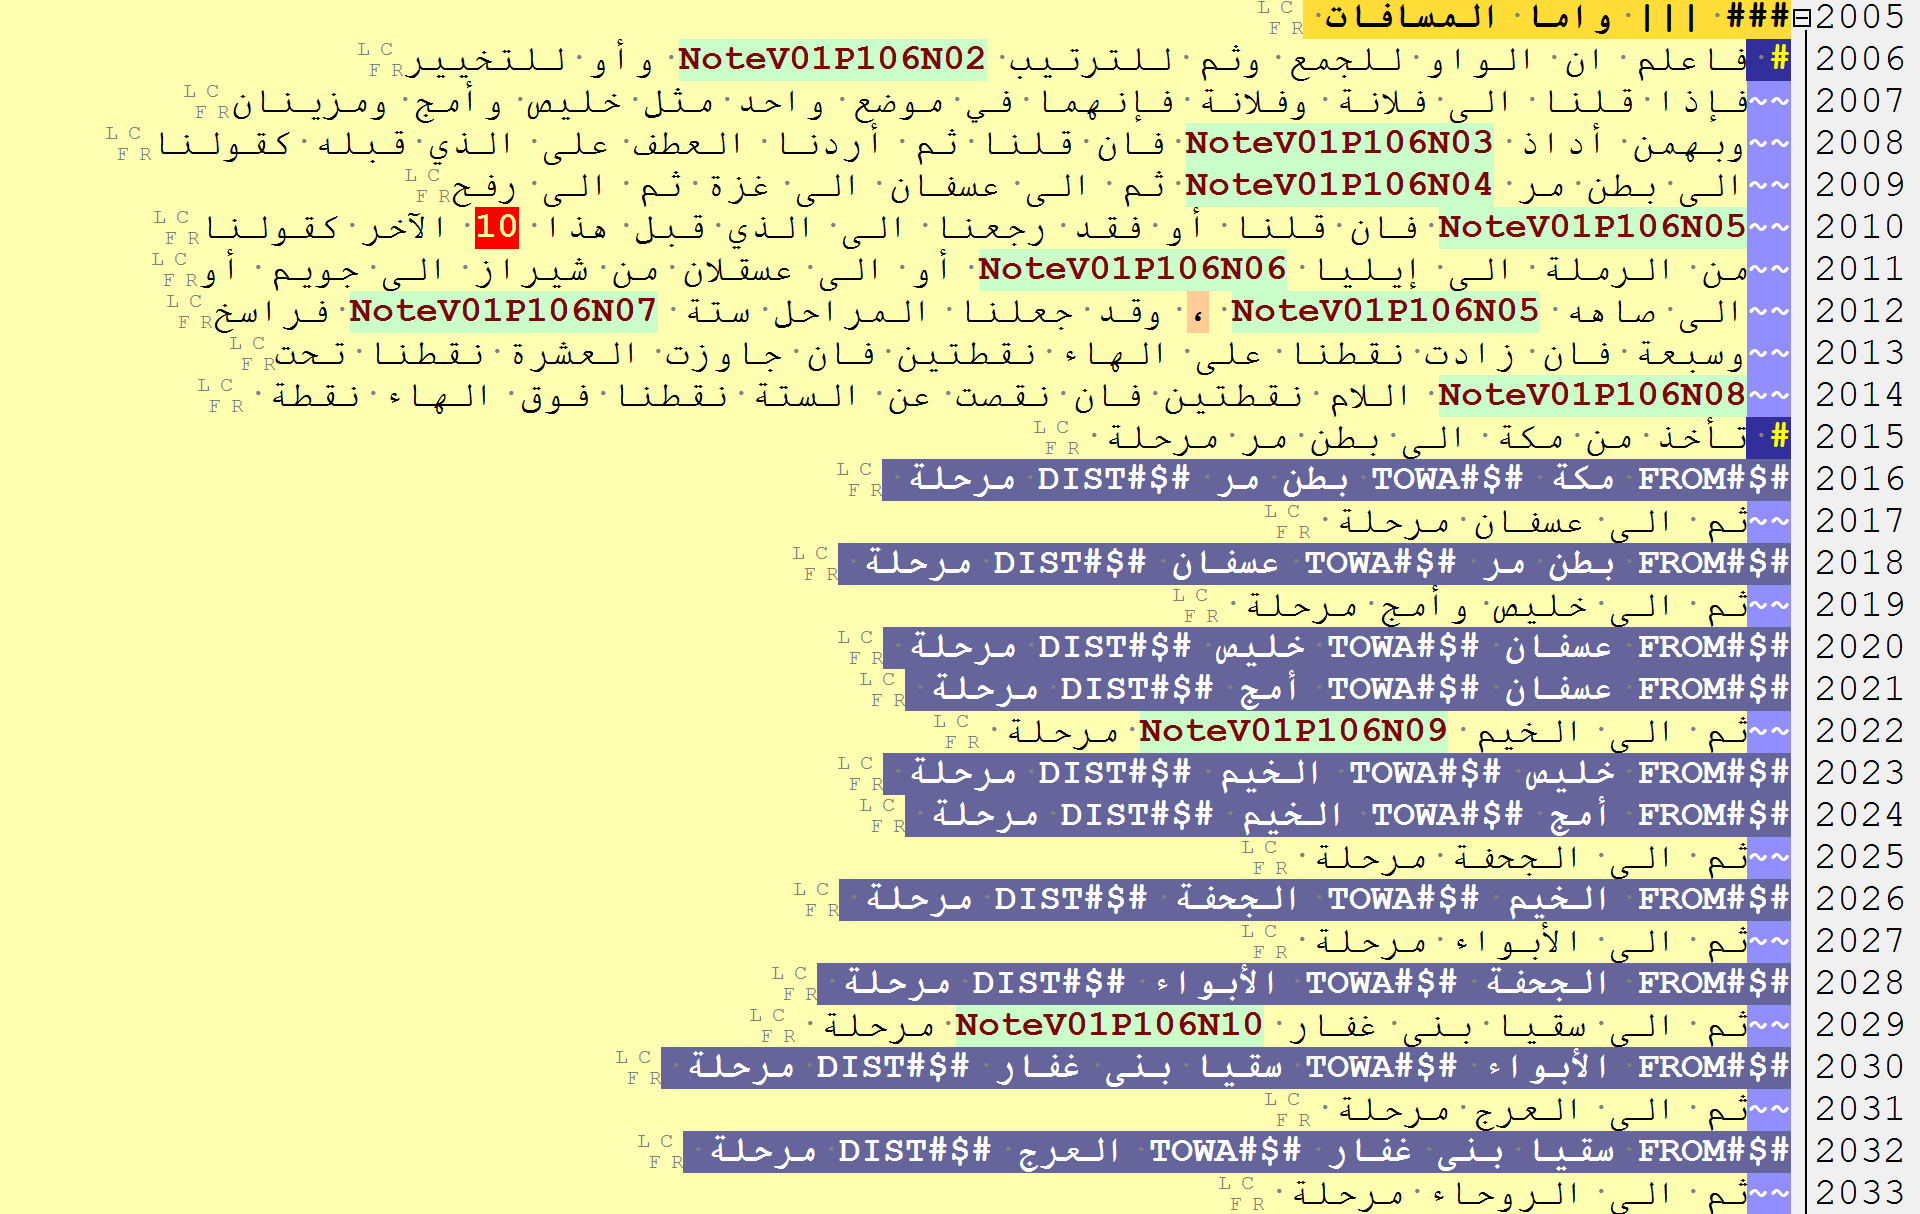 2005 ### ||| واما المسافات
2006 # فاعلم ان الواو للجمع وثم للترتيب NoteV01P106N02 وأو للتخيير
2007 ~~فإذا قلنا الى فلانة وفلانة فإنهما في موضع واحد مثل خليص وأمج ومزينان
2008 ~~وبهمن أداذ NoteV01P106N03 فان قلنا ثم أردنا العطف على الذي قبله كقولنا
2009 ~~الى بطن مر NoteV01P106N04 ثم الى عسفان الى غزة ثم الى رفح
2010 ~~NoteV01P106N05 فان قلنا أو فقد رجعنا الى الذي قبل هذا 10 الآخر كقولنا
2011 ~~من الرملة الى إيليا NoteV01P106N06 أو الى عسقلان من شيراز الى جويم أو
2012 ~~الى صاهه NoteV01P106N05 ، وقد جعلنا المراحل ستة NoteV01P106N07 فراسخ
2013 ~~وسبعة فان زادت نقطنا على الهاء نقطتين فان جاوزت العشرة نقطنا تحت
2014 ~~NoteV01P106N08 اللام نقطتين فان نقصت عن الستة نقطنا فوق الهاء نقطة
2015 # تأخذ من مكة الى بطن مر مرحلة
2016 #$#FROM مكة #$#TOWA بطن مر #$#DIST مرحلة
2017 ~~ثم الى عسفان مرحلة
2018 #$#FROM بطن مر #$#TOWA عسفان #$#DIST مرحلة
2019 ~~ثم الى خليص وأمج مرحلة
2020 #$#FROM عسفان #$#TOWA خليص #$#DIST مرحلة
2021 #$#FROM عسفان #$#TOWA أمج #$#DIST مرحلة
2022 ~~ثم الى الخيم NoteV01P106N09 مرحلة
2023 #$#FROM خليص #$#TOWA الخيم #$#DIST مرحلة
2024 #$#FROM أمج #$#TOWA الخيم #$#DIST مرحلة
2025 ~~ثم الى الجحفة مرحلة
2026 #$#FROM الخيم #$#TOWA الجحفة #$#DIST مرحلة
2027 ~~ثم الى الأبواء مرحلة
2028 #$#FROM الجحفة #$#TOWA الأبواء #$#DIST مرحلة
2029 ~~ثم الى سقيا بنى غفار NoteV01P106N10 مرحلة
2030 #$#FROM الأبواء #$#TOWA سقيا بنى غفار #$#DIST مرحلة
2031 ~~ثم الى العرج مرحلة
2032 #$#FROM سقيا بنى غفار #$#TOWA العرج #$#DIST مرحلة
2033 ~~ثم الى الروحاء مرحلة